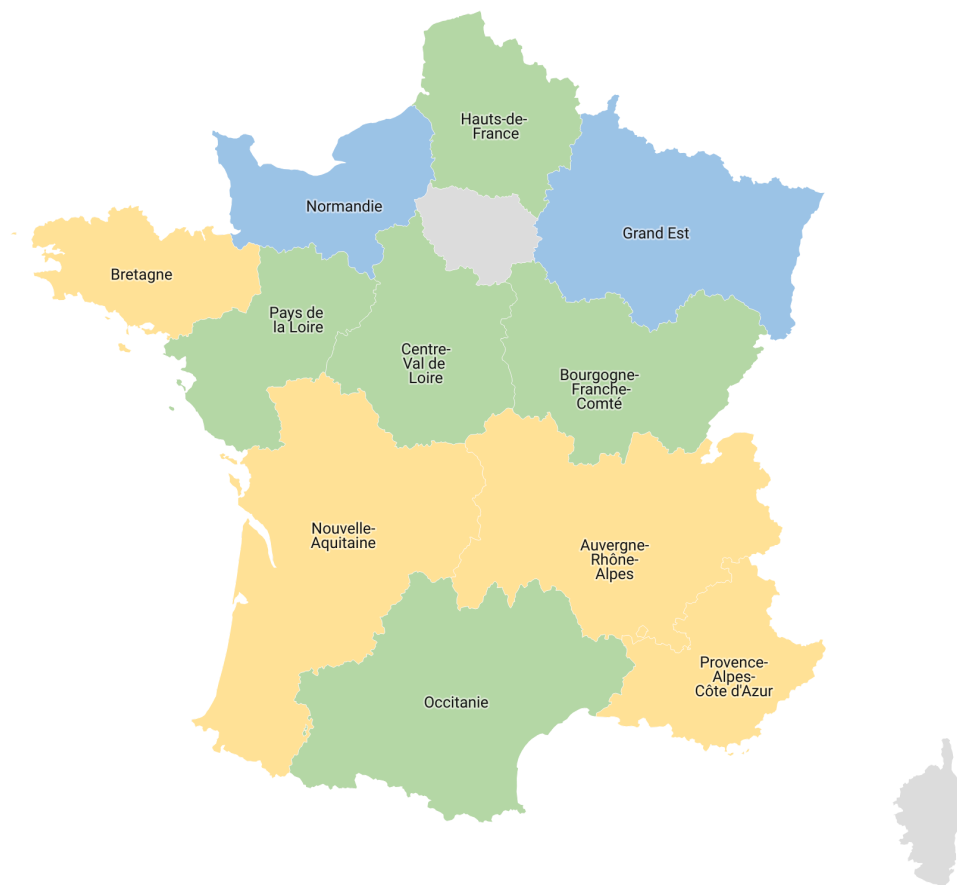 Hauts-de-
France
Normandie
Grand Est
Bretagne
Pays de
la Loire
Centre-
Val de
Loire
Bourgogne-
Franche-
Comté
Nouvelle-
Aquitaine
Auvergne-
Rhône-
Alpes
Provence-
Alpes-
Côte d'Azur
Occitanie